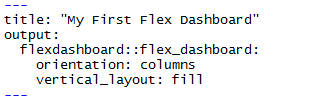 ---
title: "My First Flex Dashboard"
output:
  flexdashboard::flex_dashboard:
    orientation: columns
    vertical_layout: fill
---